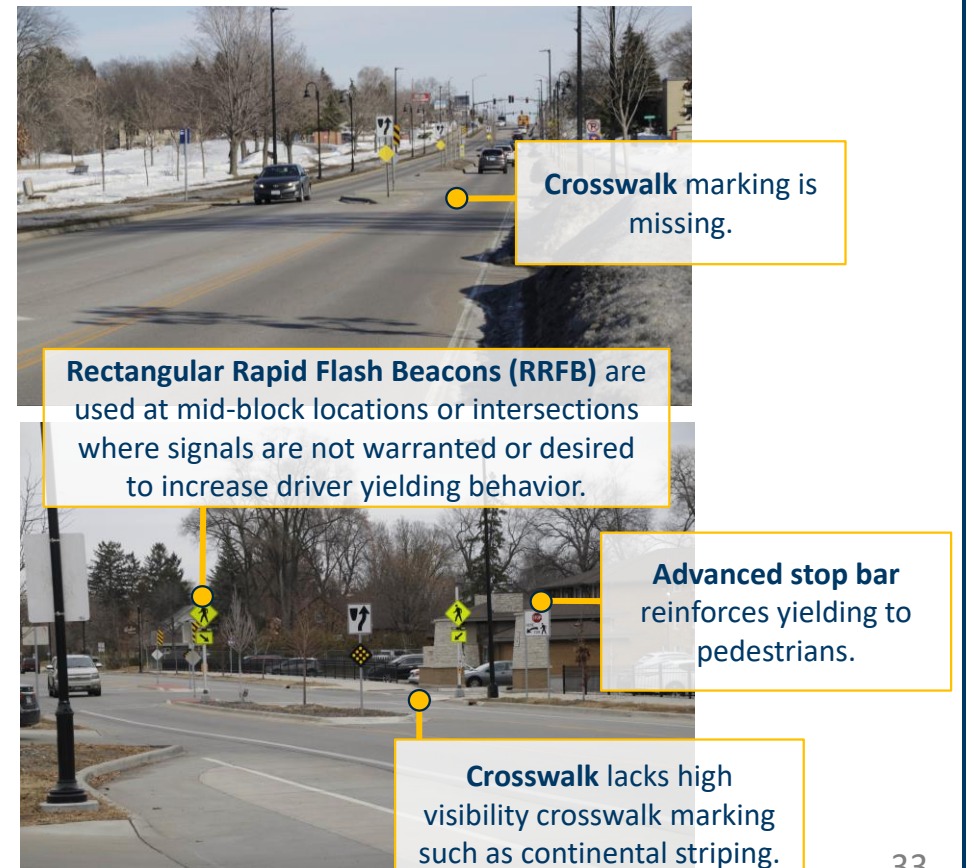 Crosswalk marking is
missing.
Rectangular Rapid Flash Beacons (RRFB) are
used at mid-block locations or intersections
where signals are not warranted or desired
to increase driver yielding behavior.
Advanced stop bar
reinforces yielding to
pedestrians.
Crosswalk lacks high
visibility crosswalk marking
such as continental striping.
33